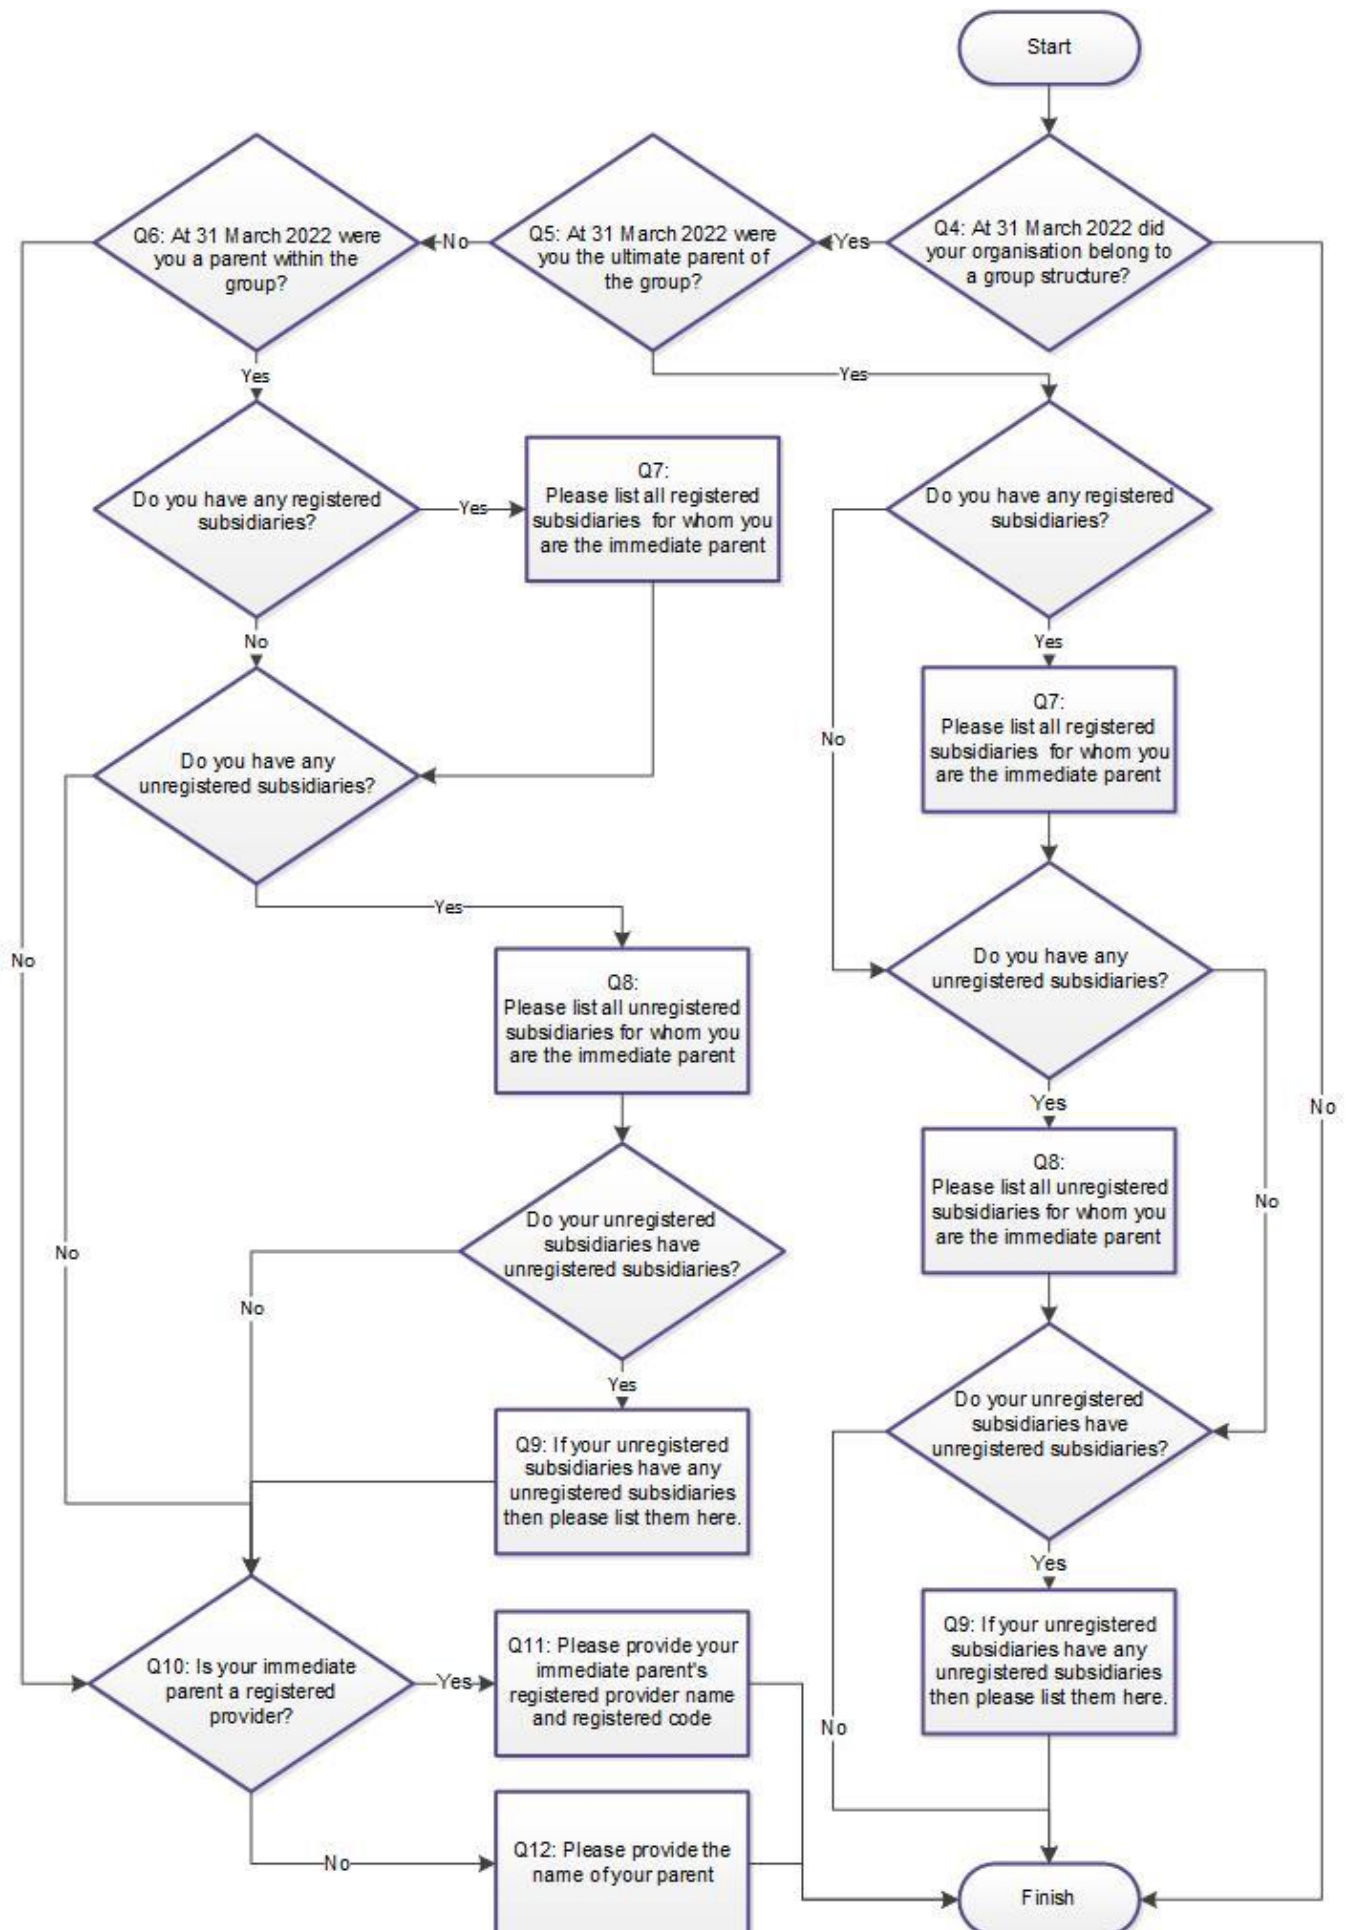 Start
Q4: At 31 March 2022 did
your organisation belong to
a group structure?
Yes
No
Q5: At 31 March 2022 were
you the ultimate parent of
the group?
No
Yes
Q6: At 31 March 2022 were
you a parent within the
group?
Yes
No
Do you have any registered
subsidiaries?
Yes
No
Q7:
Please list all registered
subsidiaries for whom you
are the immediate parent
Do you have any
unregistered subsidiaries?
Yes
No
Q8:
Please list all unregistered
subsidiaries for whom you
are the immediate parent
Do your unregistered
subsidiaries have
unregistered subsidiaries?
No
Yes
Q9: If your unregistered
subsidiaries have any
unregistered subsidiaries
then please list them here.
Q10: Is your immediate
parent a registered
provider?
Yes
No
Q11: Please provide your
immediate parent's
registered provider name
and registered code
Q12: Please provide the
name of your parent
Do you have any registered
subsidiaries?
Yes
No
Q7:
Please list all registered
subsidiaries for whom you
are the immediate parent
Do you have any
unregistered subsidiaries?
Yes
No
Q8:
Please list all unregistered
subsidiaries for whom you
are the immediate parent
Do your unregistered
subsidiaries have
unregistered subsidiaries?
Yes
No
Q9: If your unregistered
subsidiaries have any
unregistered subsidiaries
then please list them here.
Finish